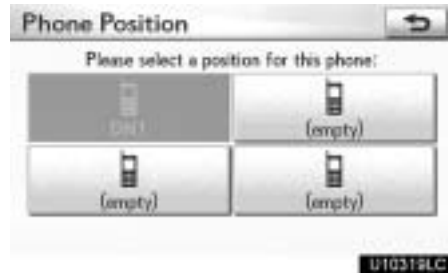 Phone Position
Please select a position for this phone:
(empty)
(empty)
(empty)
U10319LC